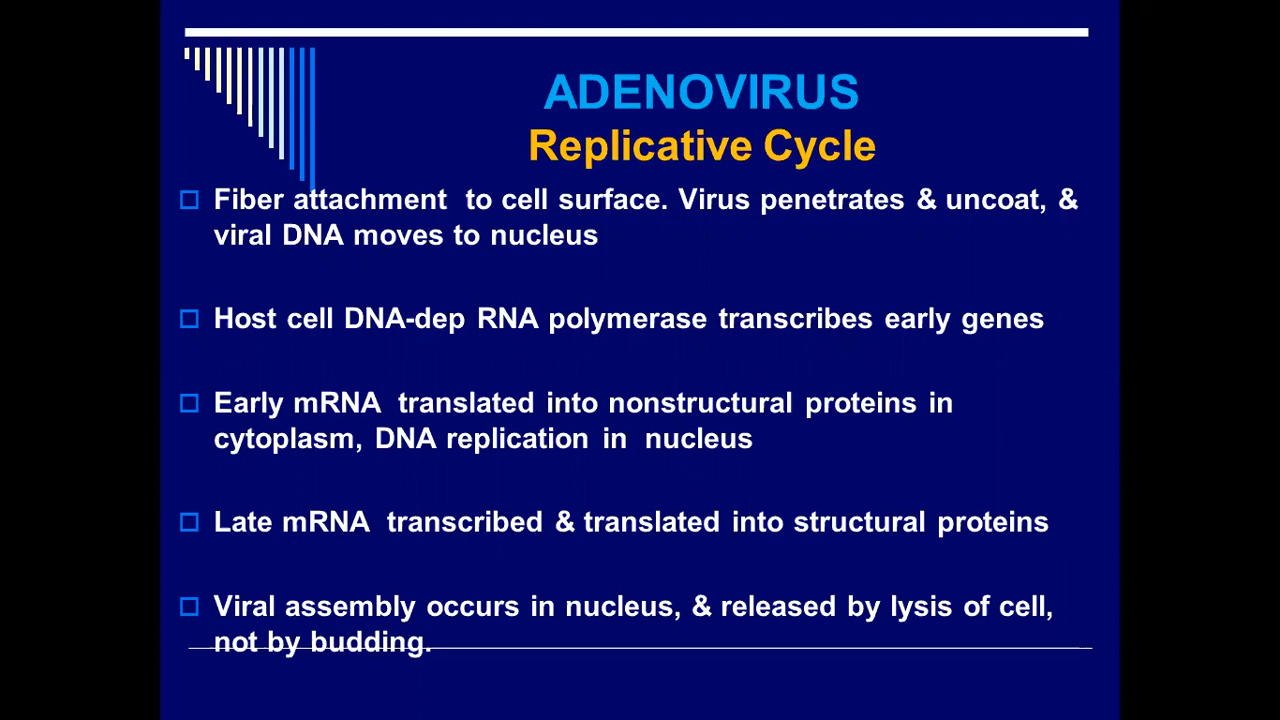 ADENOVIRUS
Replicative Cycle
Fiber attachment to cell surface. Virus penetrates & uncoat, &
viral DNA moves to nucleus
Host cell DNA-dep RNA polymerase transcribes early genes
Early mRNA translated into nonstructural proteins in
cytoplasm, DNA replication in nucleus
Late mRNA transcribed & translated into structural proteins
Viral assembly occurs in nucleus, & released by lysis of cell,
not by budding.